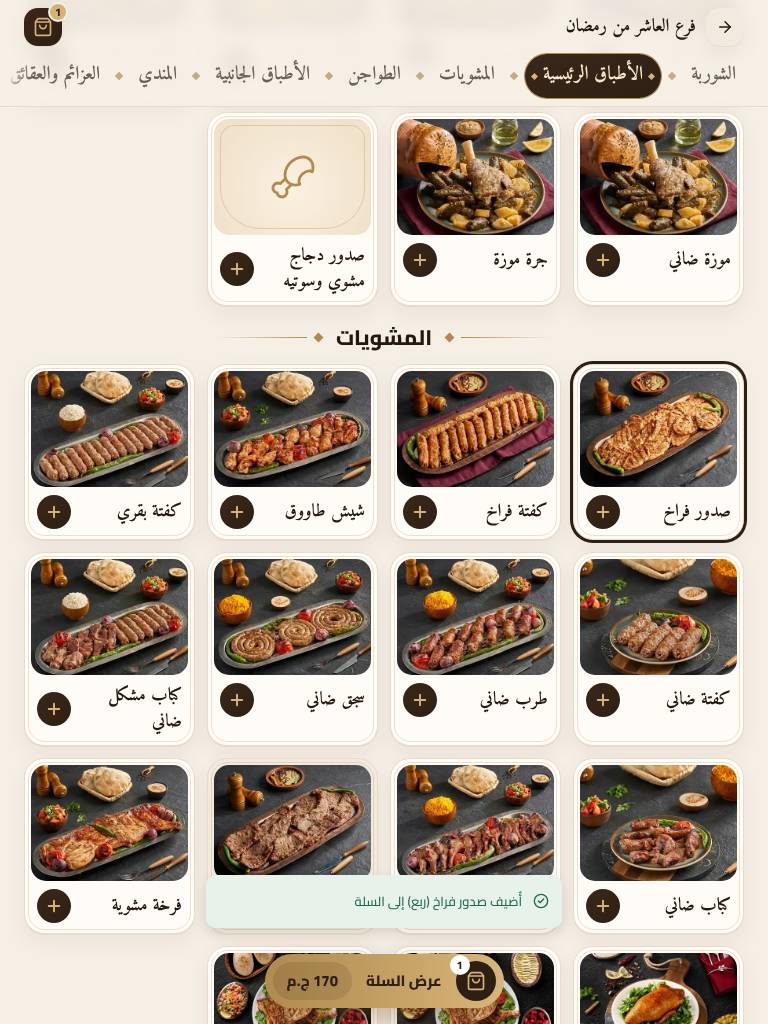 فرع العاشر من رمضان
1
الشوربة
الأطباق الرئيسية
المشويات
الطواجن
الأطباق الجانبية
المندي
العزائم والعقائق
موزة ضاني
جرة موزة
صدور دجاج
مشوي وسوتيه
المشويات
صدور فراخ
كفتة فراخ
شيش طاووق
كفتة بقري
كفتة ضاني
طرب ضاني
سجق ضاني
كباب مشكل
ضاني
كباب ضاني
فرخة مشوية
أضيف صدور فراخ (ربع) إلى السلة
1
عرض السلة
170 ج.م